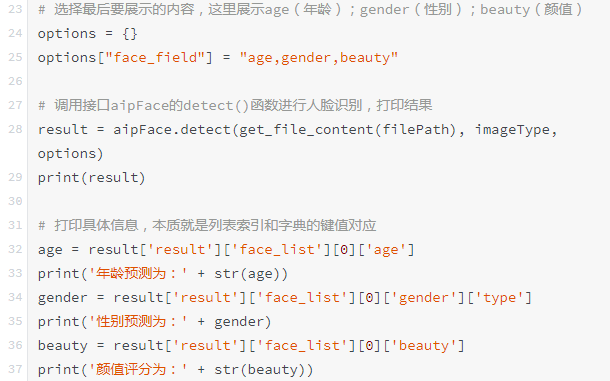 23 # 选择最后要展示的内容，这里展示age（年龄）；gender（性别）；beauty（颜值）
24 options = {}
25 options["face_field"] = "age,gender,beauty"
26
27 # 调用接口aipFace的detect()函数进行人脸识别，打印结果
28 result = aipFace.detect(get_file_content(filePath), imageType,
options)
29 print(result)
30
31 # 打印具体信息，本质就是列表索引和字典的键值对应
32 age = result['result']['face_list'][0]['age']
33 print('年龄预测为：' + str(age))
34 gender = result['result']['face_list'][0]['gender']['type']
35 print('性别预测为：' + gender)
36 beauty = result['result']['face_list'][0]['beauty']
37 print('颜值评分为：' + str(beauty))